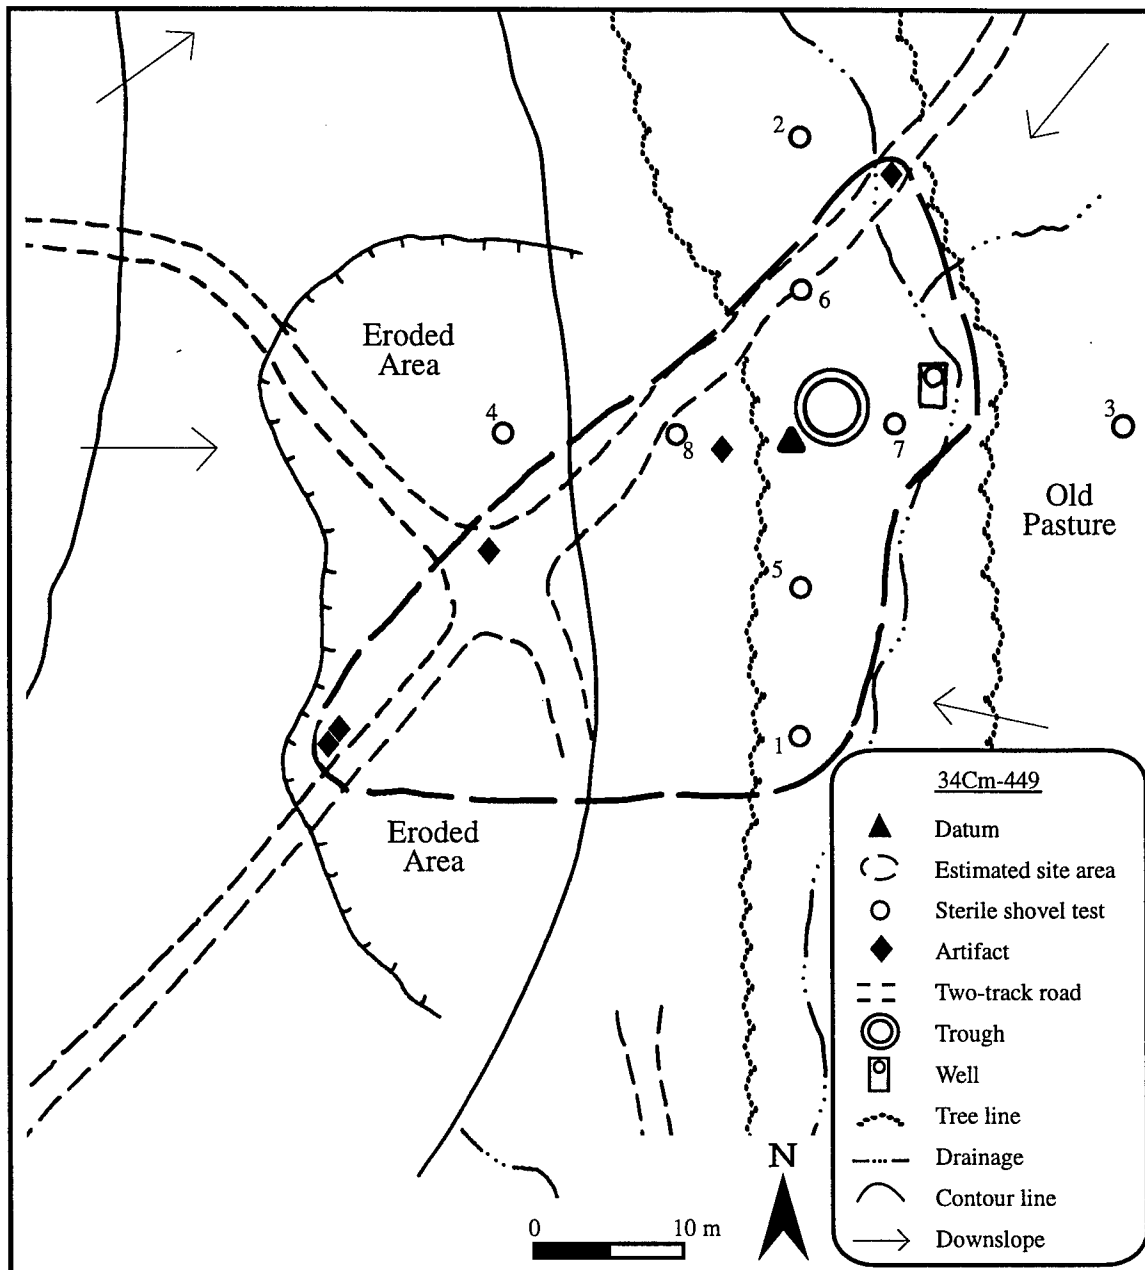 2
6
Eroded
Area
4
8
7
3
Old
Pasture
5
1
Eroded
Area
34Cm-449
Datum
Estimated site area
Sterile shovel test
Artifact
Two-track road
Trough
Well
Tree line
Drainage
Contour line
Downslope
N
0 10 m